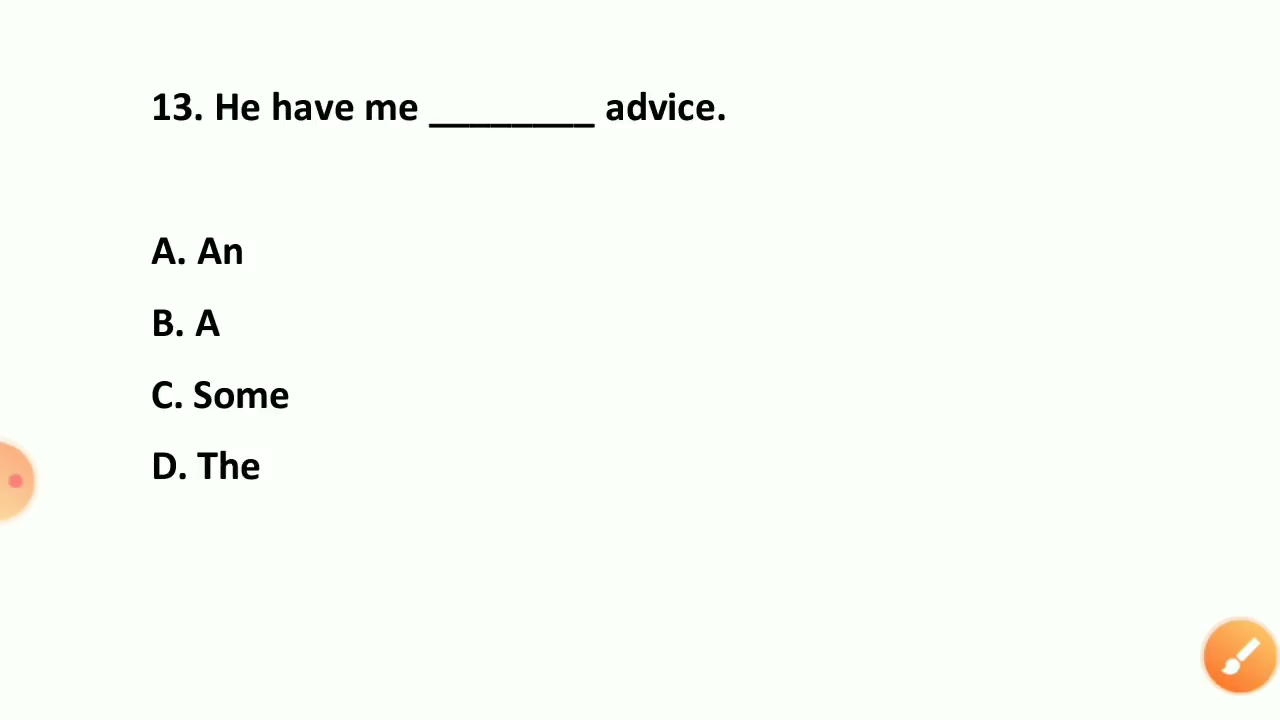 13. He have me ________ advice.
A. An
B. A
C. Some
D. The